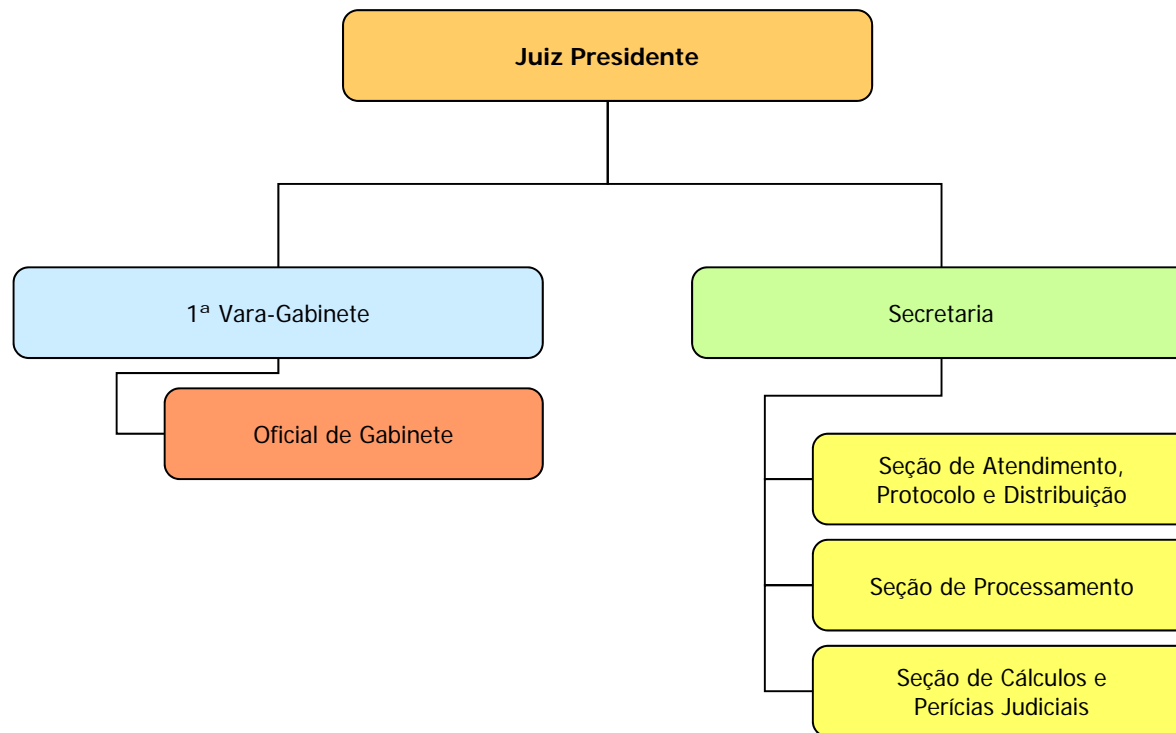 Juiz Presidente
1ª Vara-Gabinete
Secretaria
Oficial de Gabinete
Seção de Atendimento,
Protocolo e Distribuição
Seção de Processamento
Seção de Cálculos e
Perícias Judiciais